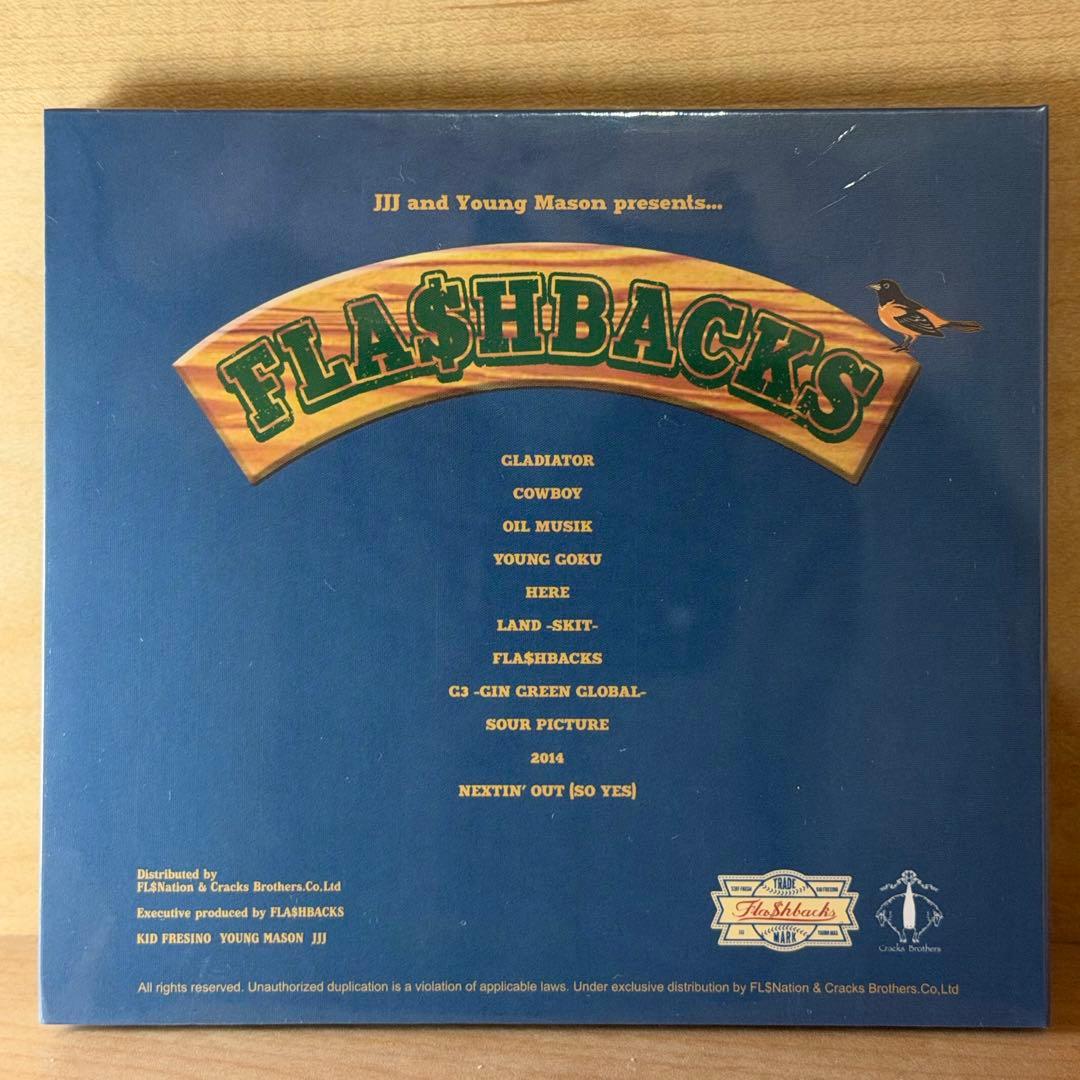 JJJ and Young Mason presents...
FLA$HBACKS
GLADIATOR
COWBOY
OIL MUSIK
YOUNG GOKU
HERE
LAND -SKIT-
FLA$HBACKS
G3 -GIN GREEN GLOBAL-
SOUR PICTURE
2014
NEXTIN' OUT (SO YES)
Distributed by
FL$Nation & Cracks Brothers.Co,Ltd
Executive produced by FLA$HBACKS
KID FRESINO YOUNG MASON JJJ
TRADE
Fla$hbacks
MARK
Cracks Brothers
All rights reserved. Unauthorized duplication is a violation of applicable laws. Under exclusive distribution by FL$Nation & Cracks Brothers.Co,Ltd